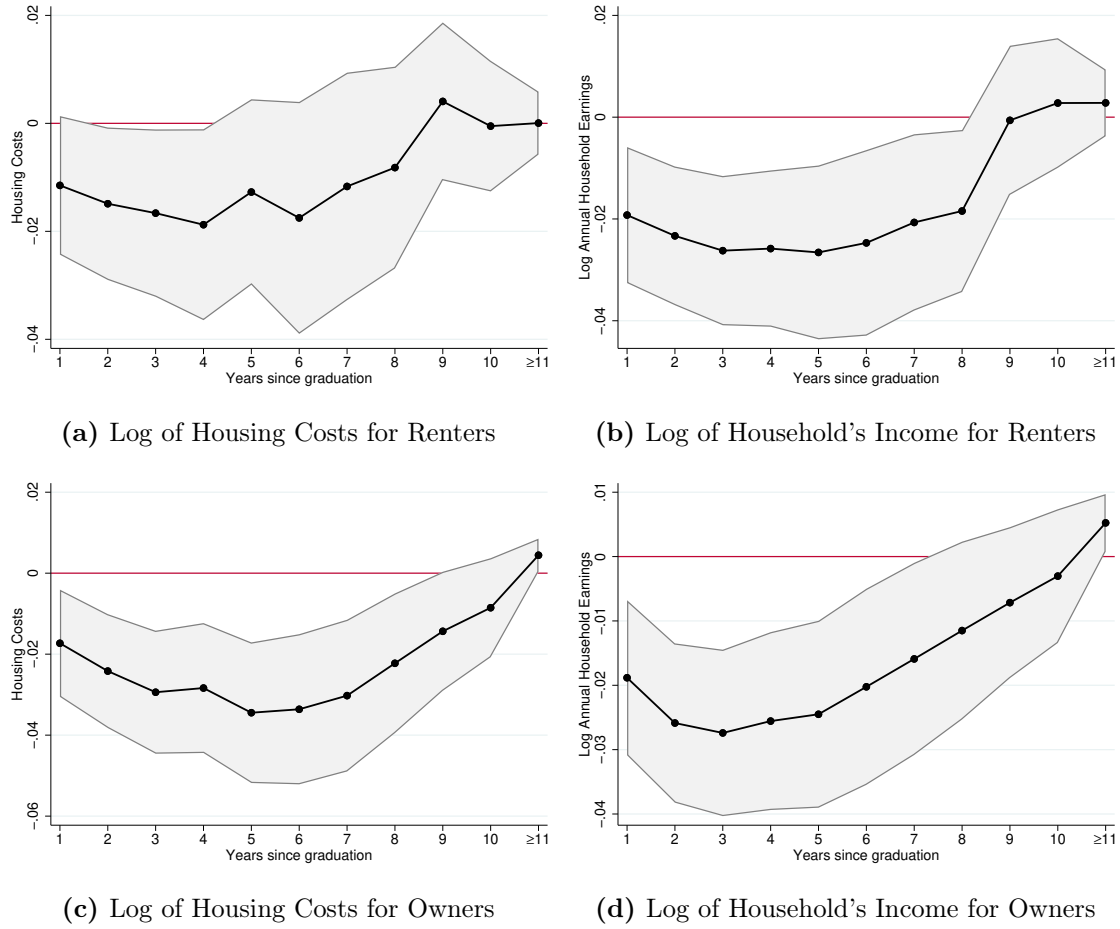 .02
0
−.02
−.04
Housing Costs
1 2 3 4 5 6 7 8 9 10 ≥11
Years since graduation
(a) Log of Housing Costs for Renters
.02
0
−.02
−.04
Log Annual Household Earnings
1 2 3 4 5 6 7 8 9 10 ≥11
Years since graduation
(b) Log of Household's Income for Renters
.02
0
−.02
−.04
−.06
Housing Costs
1 2 3 4 5 6 7 8 9 10 ≥11
Years since graduation
(c) Log of Housing Costs for Owners
.01
0
−.01
−.02
−.03
−.04
Log Annual Household Earnings
1 2 3 4 5 6 7 8 9 10 ≥11
Years since graduation
(d) Log of Household's Income for Owners